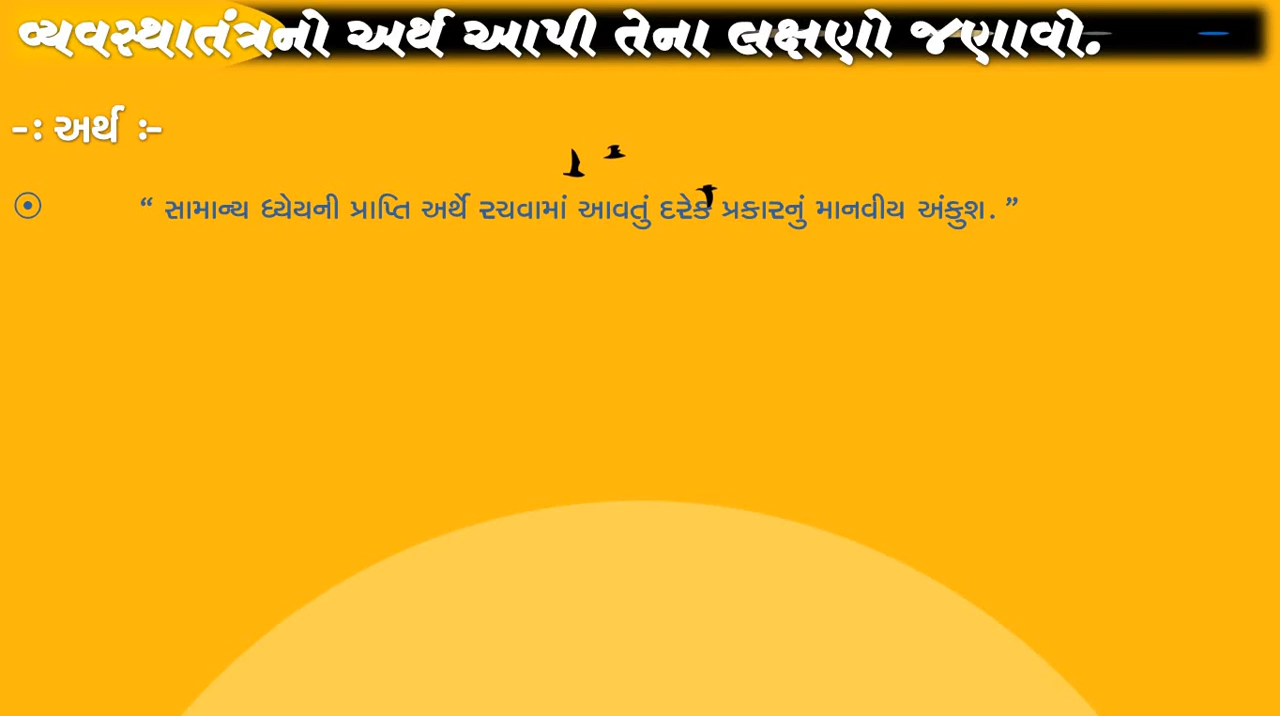 વ્યવસ્થાતંત્રનો અર્થ આપી તેના લક્ષણો જણાવો.
-: અર્થ :-
“ સામાન્ય ધ્યેયની પ્રાપ્તિ અર્થે રચવામાં આવતું દરેક પ્રકારનું માનવીય અંકુશ. ”